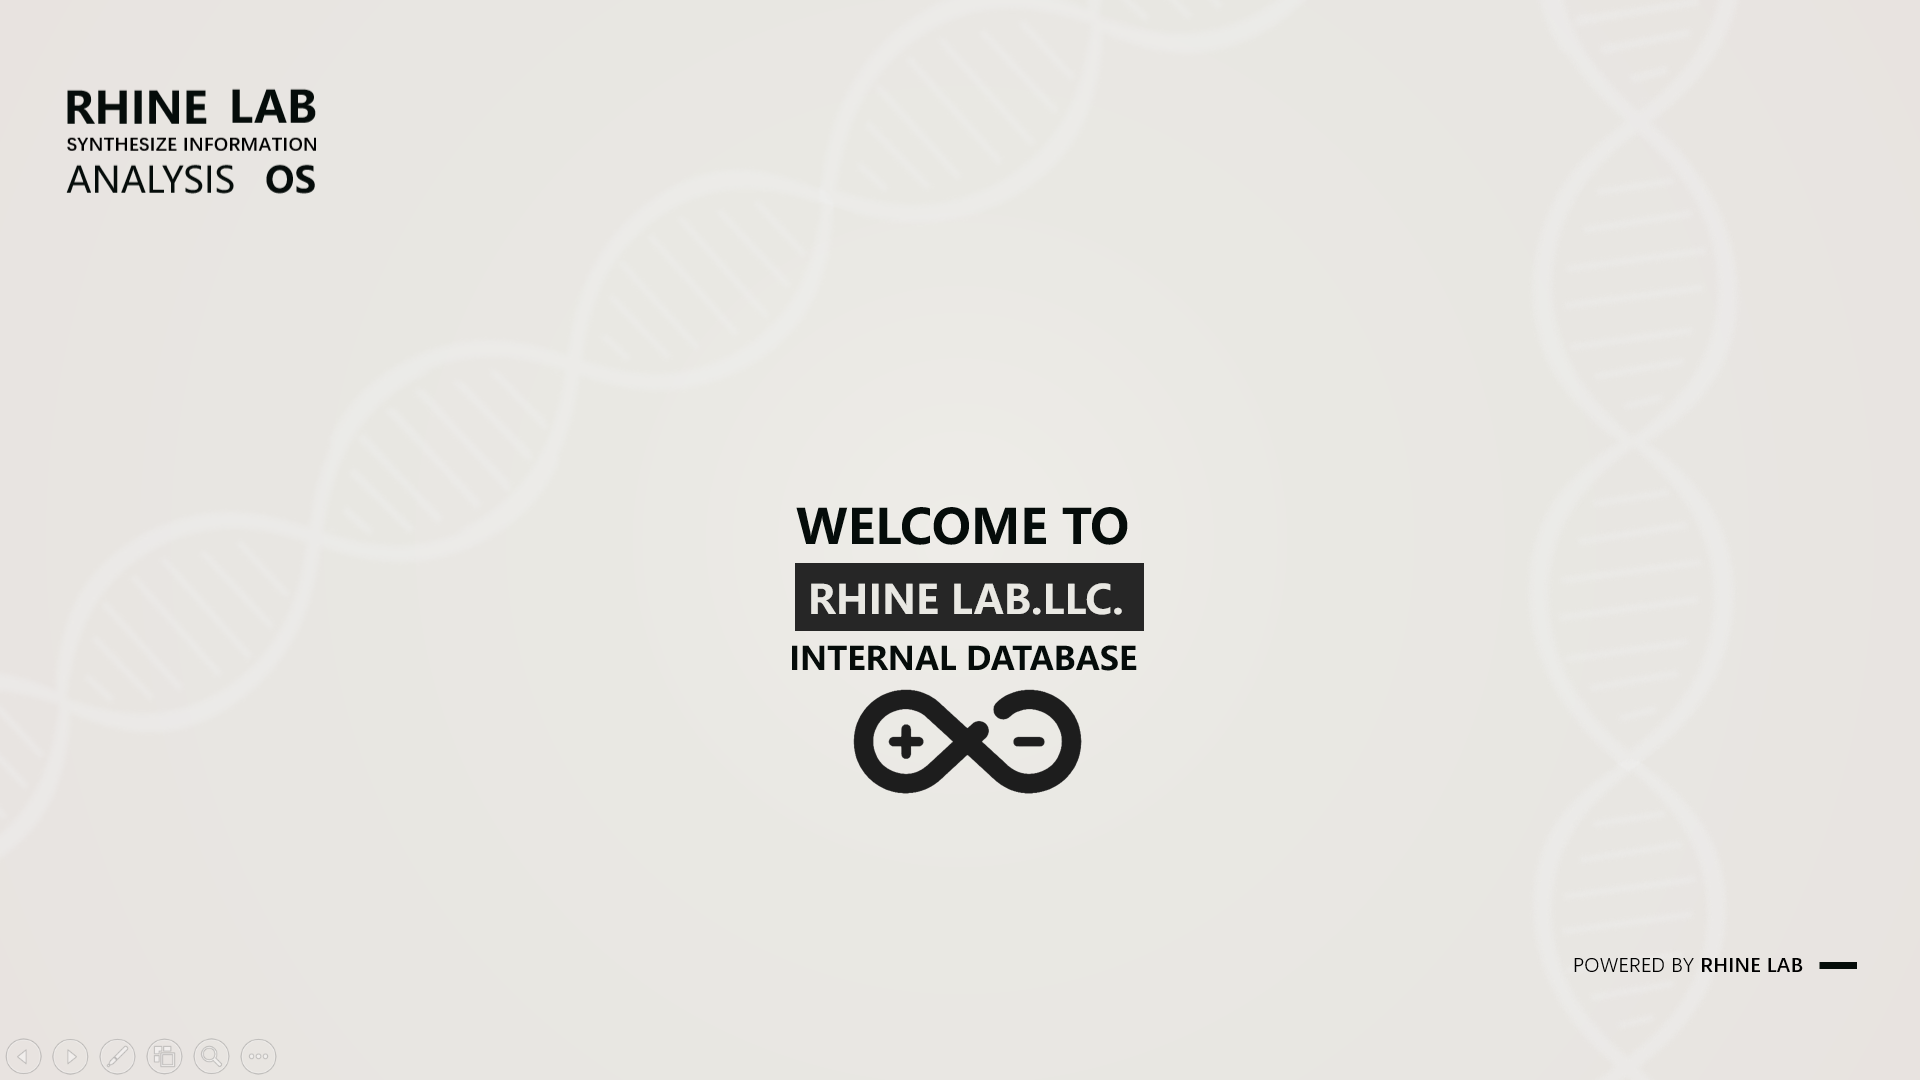 RHINE LAB
SYNTHESIZE INFORMATION
ANALYSIS OS
WELCOME TO
RHINE LAB.LLC.
INTERNAL DATABASE
POWERED BY RHINE LAB